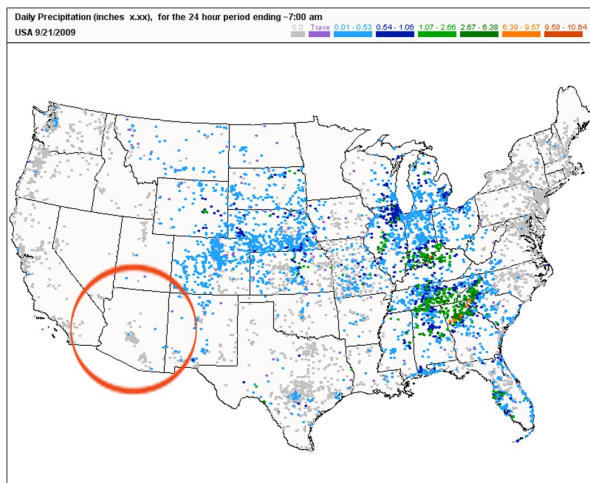 Daily Precipitation (inches x.xx), for the 24 hour period ending ~7:00 am
USA 9/21/2009
0.0 Trace 0.01 - 0.53 0.54 - 1.06 1.07 - 2.66 2.67 - 6.38 6.39 - 9.57 9.58 - 10.64